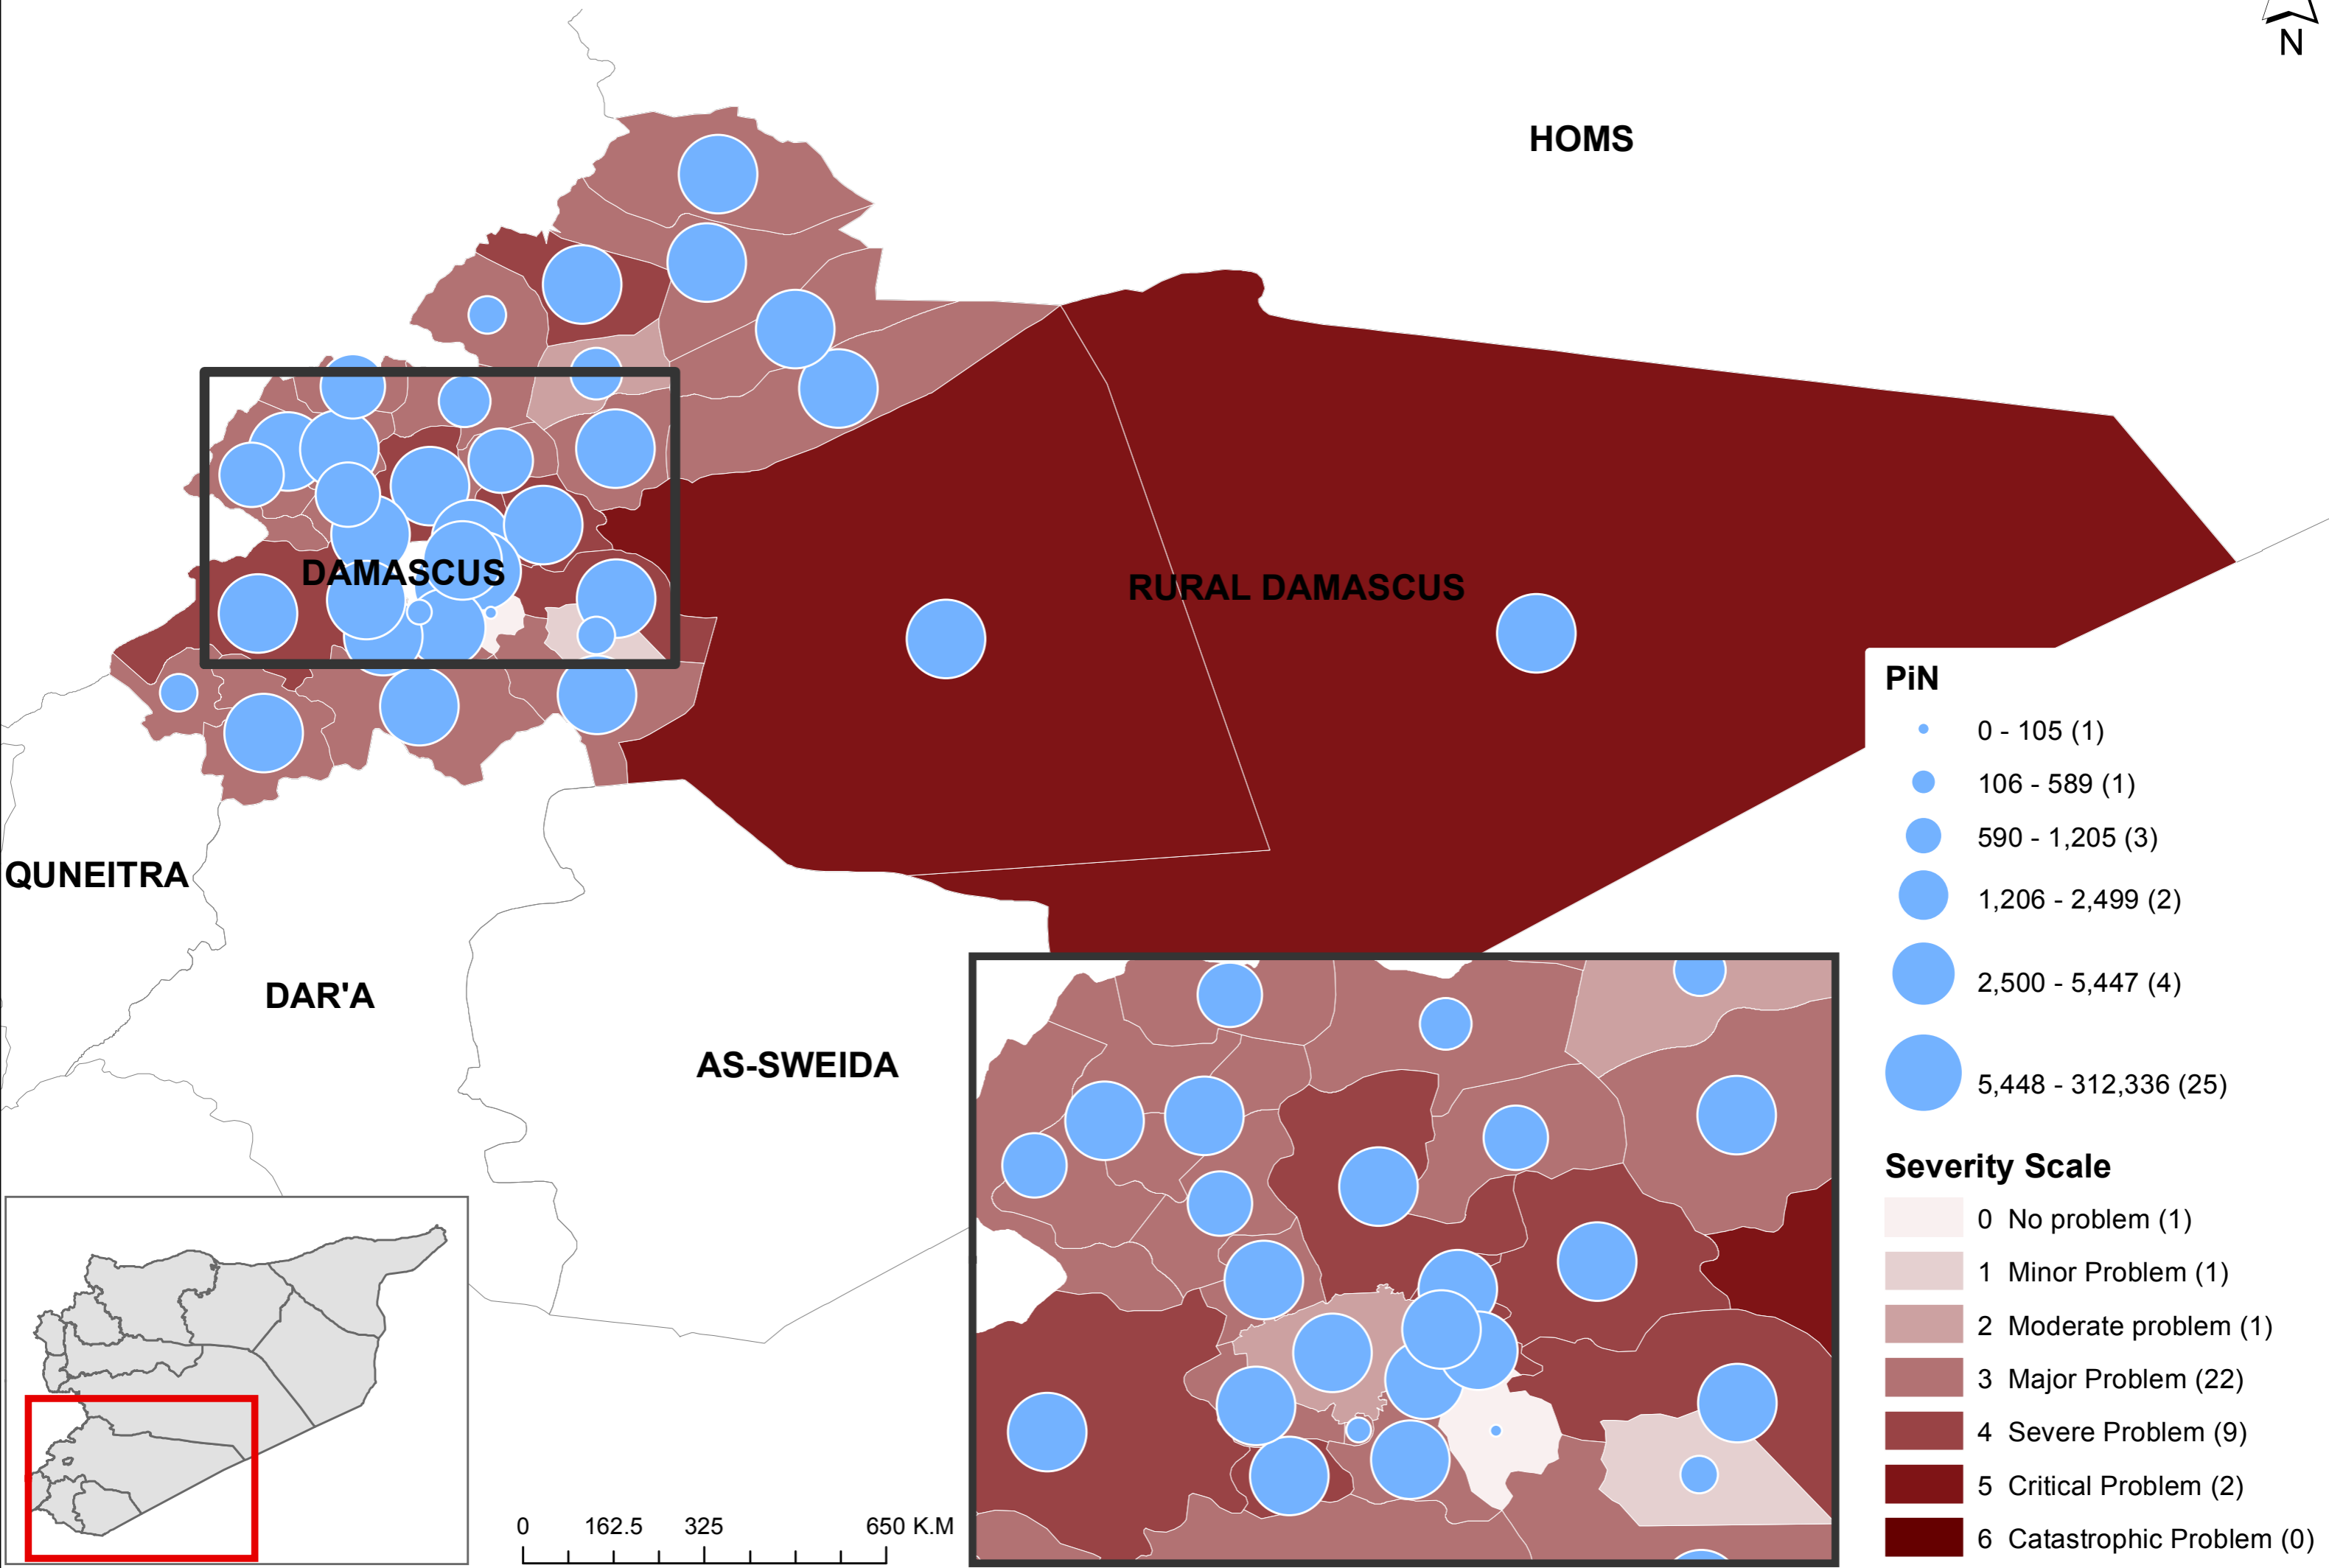 N
HOMS
DAMASCUS
RURAL DAMASCUS
QUNEITRA
DAR'A
AS-SWEIDA
PiN
0 - 105 (1)
106 - 589 (1)
590 - 1,205 (3)
1,206 - 2,499 (2)
2,500 - 5,447 (4)
5,448 - 312,336 (25)
Severity Scale
0 No problem (1)
1 Minor Problem (1)
2 Moderate problem (1)
3 Major Problem (22)
4 Severe Problem (9)
5 Critical Problem (2)
6 Catastrophic Problem (0)
0 162.5 325 650 K.M